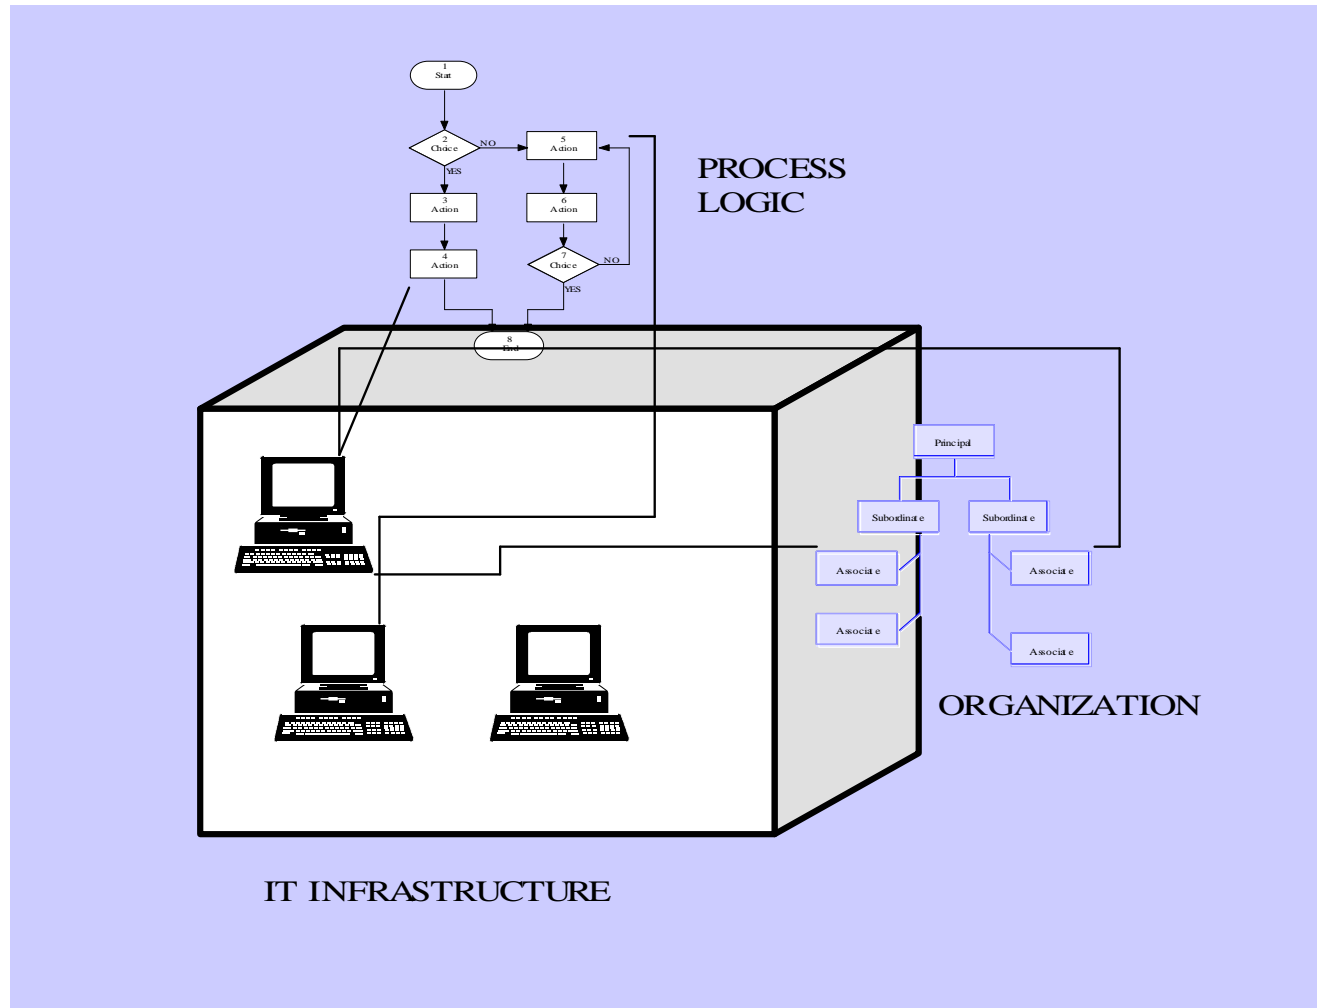 1
Start
2
Choice
NO
YES
3
Action
4
Action
5
Action
6
Action
7
Choice
NO
YES
8
End
PROCESS
LOGIC
Principal
Subordinate
Subordinate
Associate
Associate
Associate
Associate
ORGANIZATION
IT INFRASTRUCTURE